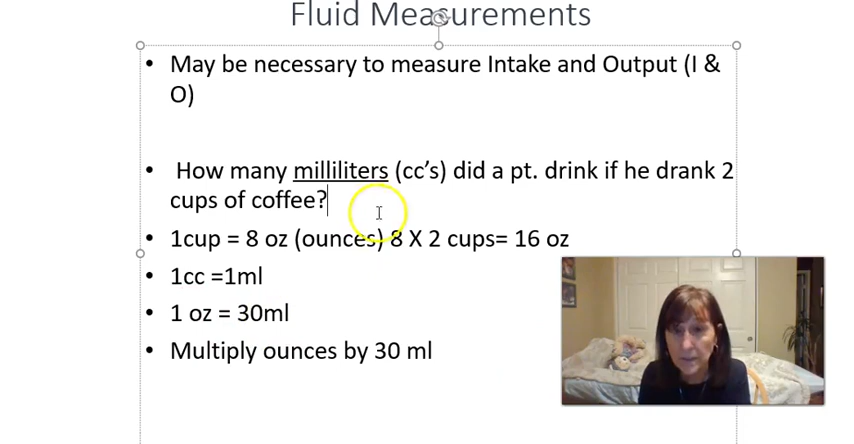 Fluid Measurements
• May be necessary to measure Intake and Output (I &
O)
• How many milliliters (cc’s) did a pt. drink if he drank 2
cups of coffee?
• 1cup = 8 oz (ounces) 8 X 2 cups= 16 oz
• 1cc =1ml
• 1 oz = 30ml
• Multiply ounces by 30 ml